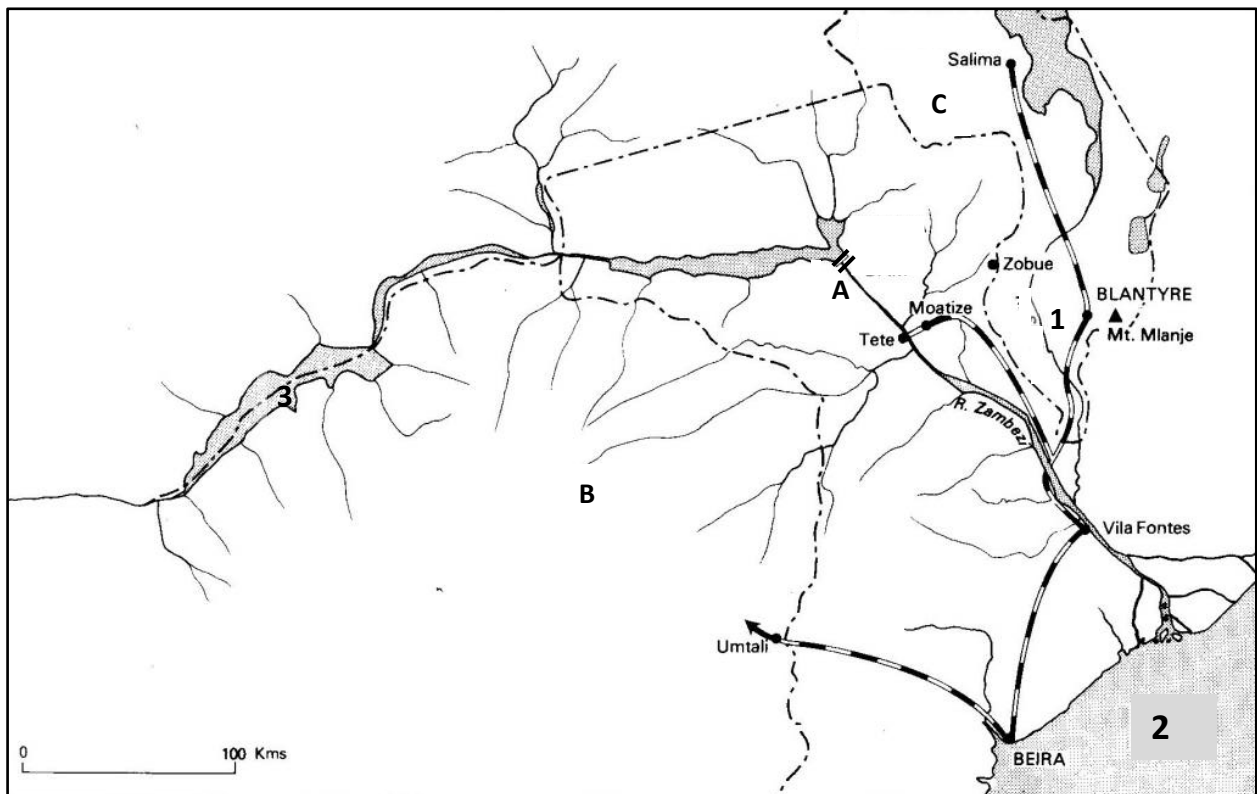 Salima
C
Zobue
A
Moatize
BLANTYRE
1
Mt. Mlanje
Tete
3
R. Zambezi
B
Vila Fontes
Umtali
2
0 100 Kms
BEIRA